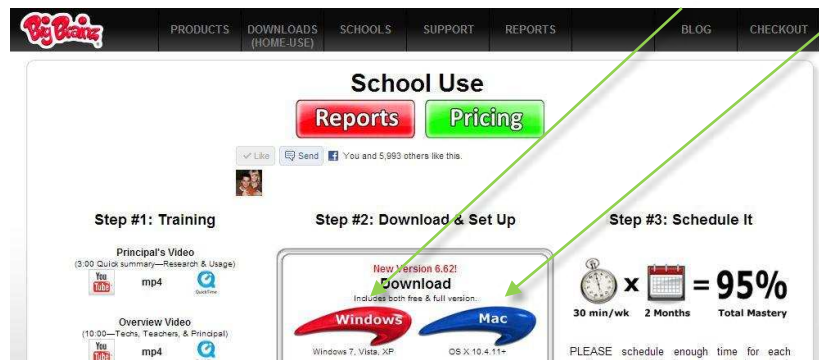 Big Brainz
PRODUCTS
DOWNLOADS
(HOME-USE)
SCHOOLS
SUPPORT
REPORTS
BLOG
CHECKOUT
School Use
Reports
Pricing
Like
Send
You and 5,993 others like this.
Step #1: Training
Principal's Video
(3:00 Quick summary—Research & Usage)
You
Tube
mp4
QuickTime
Overview Video
(10:00—Techs, Teachers, & Principal)
You
Tube
mp4
Step #2: Download & Set Up
New Version 6.62!
Download
Includes both free & full version.
Windows
Mac
Windows 7, Vista, XP
OS X 10.4.11+
Step #3: Schedule It
x
= 95%
30 min/wk
2 Months
Total Mastery
PLEASE schedule enough time for each